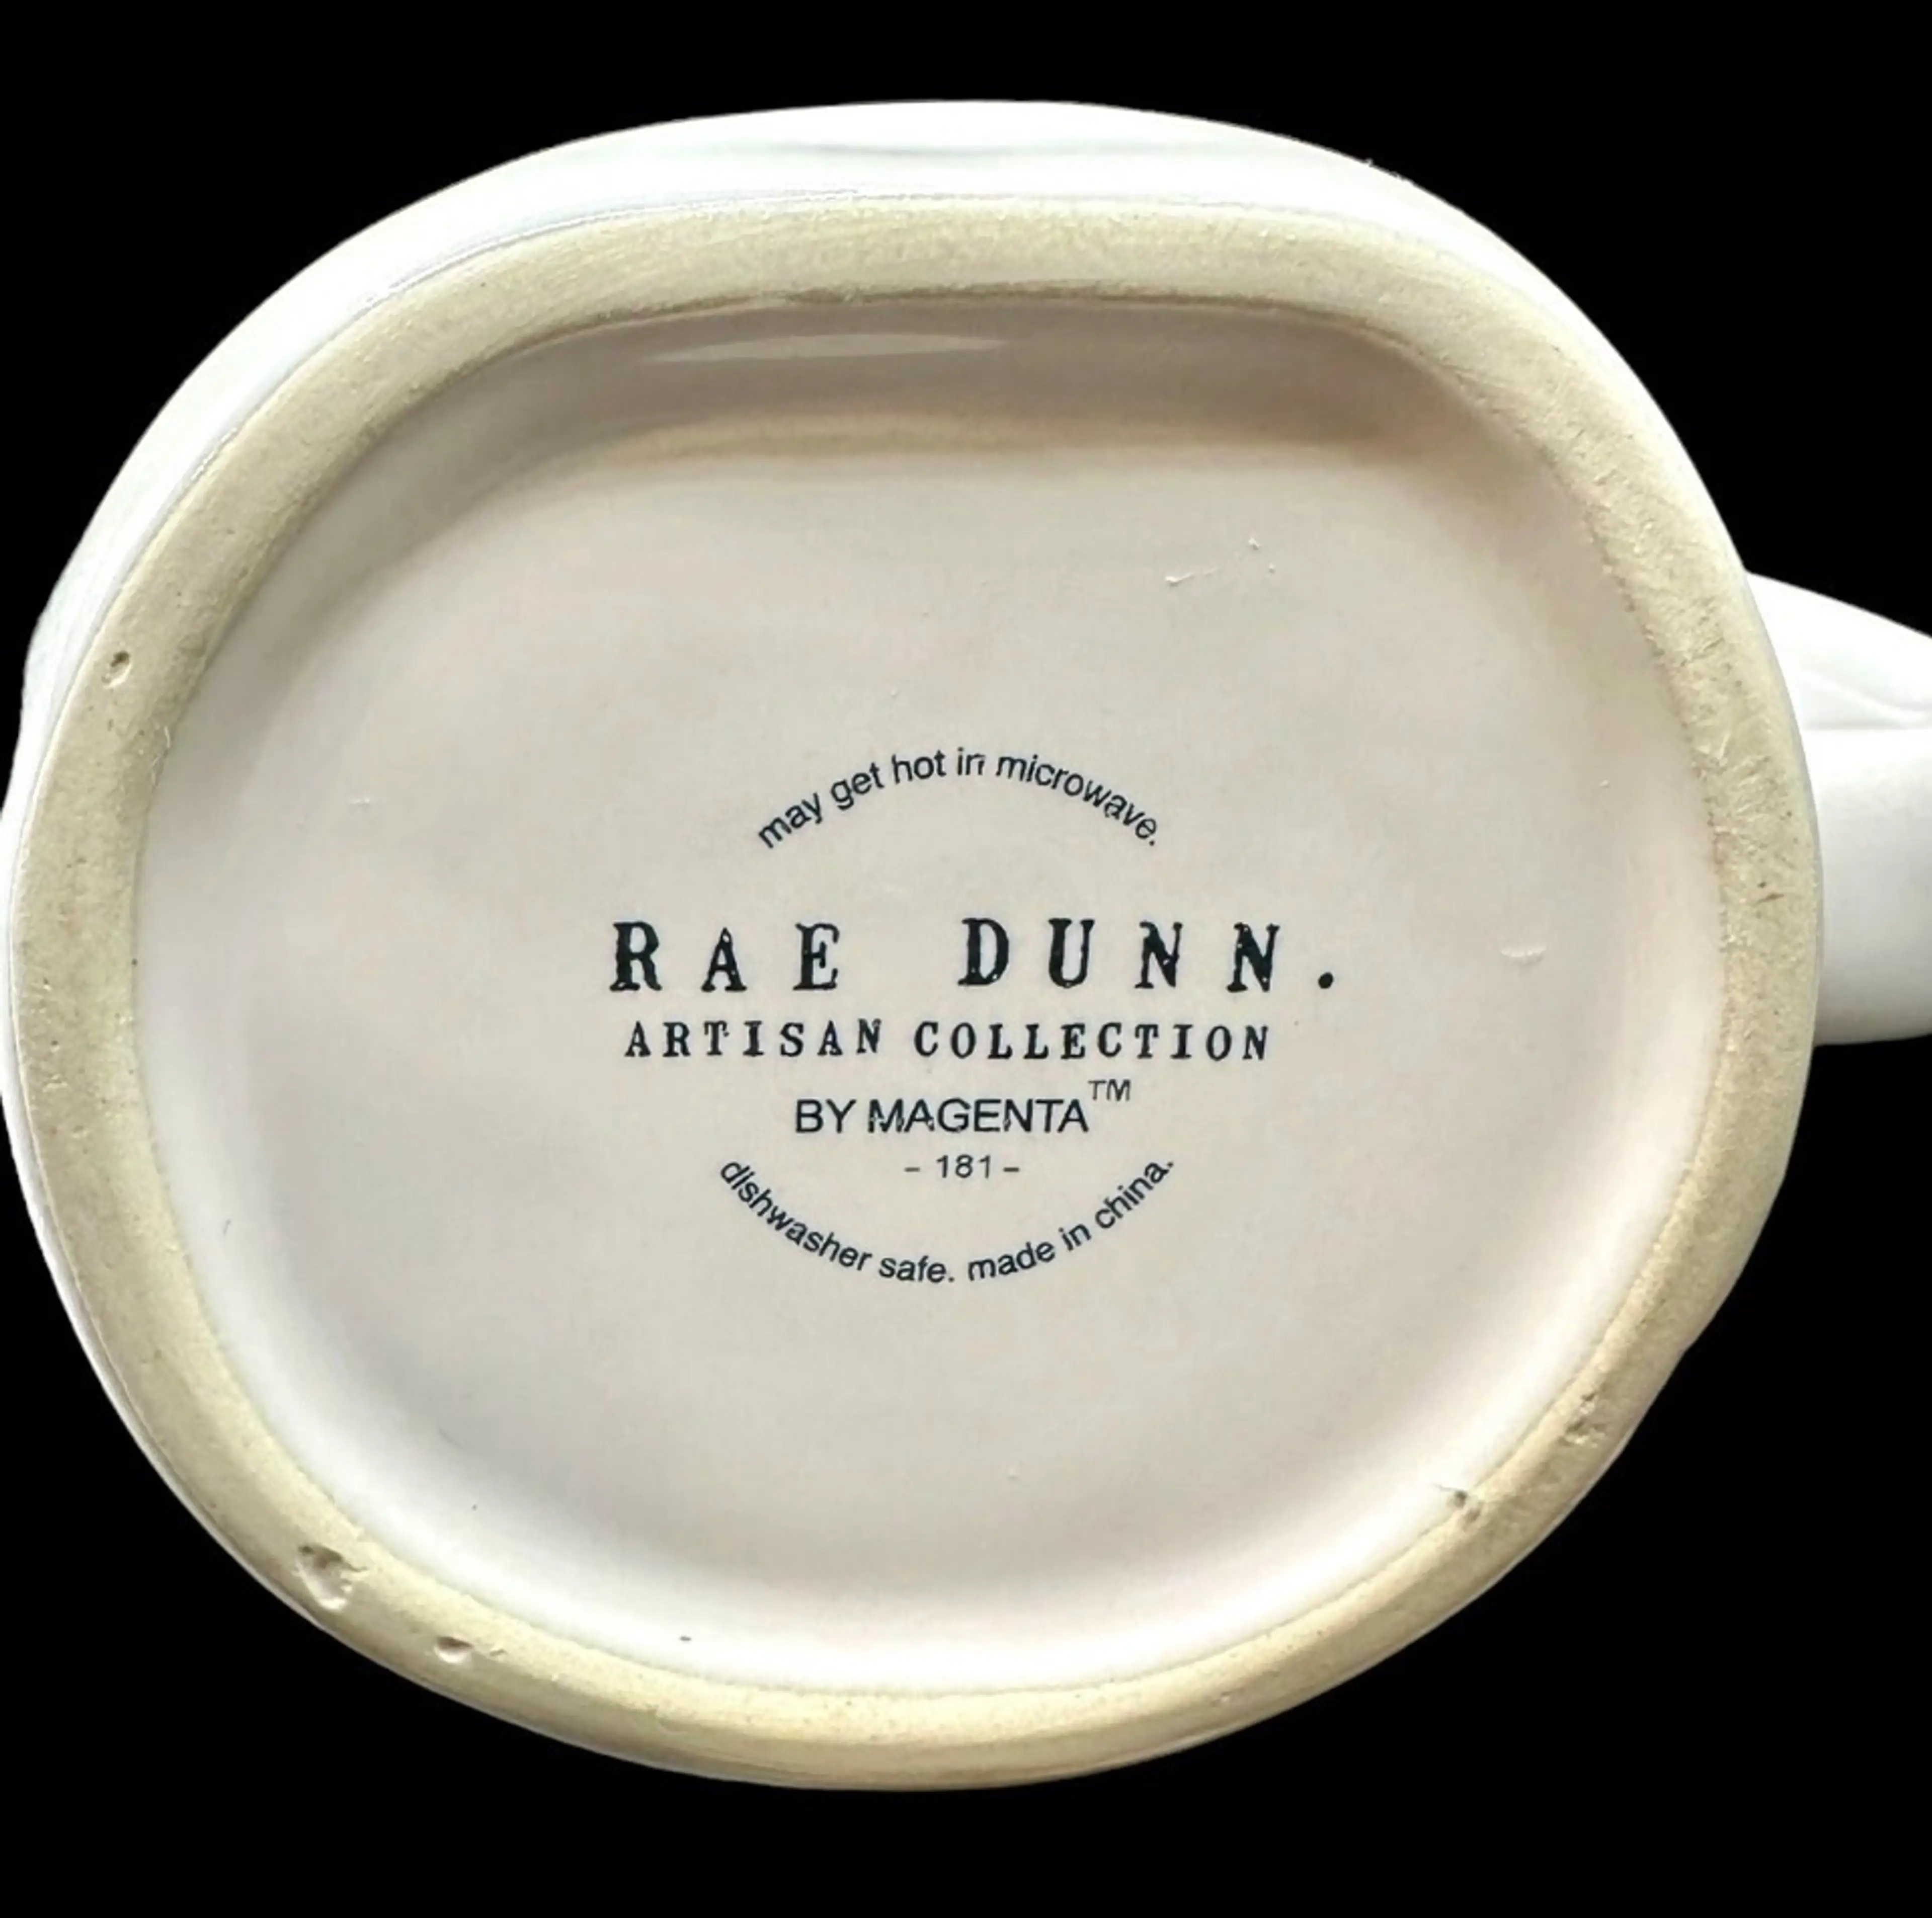 may get hot in microwave.
RAE DUNN.
ARTISAN COLLECTION
BY MAGENTA™
- 181 -
dishwasher safe. made in china.